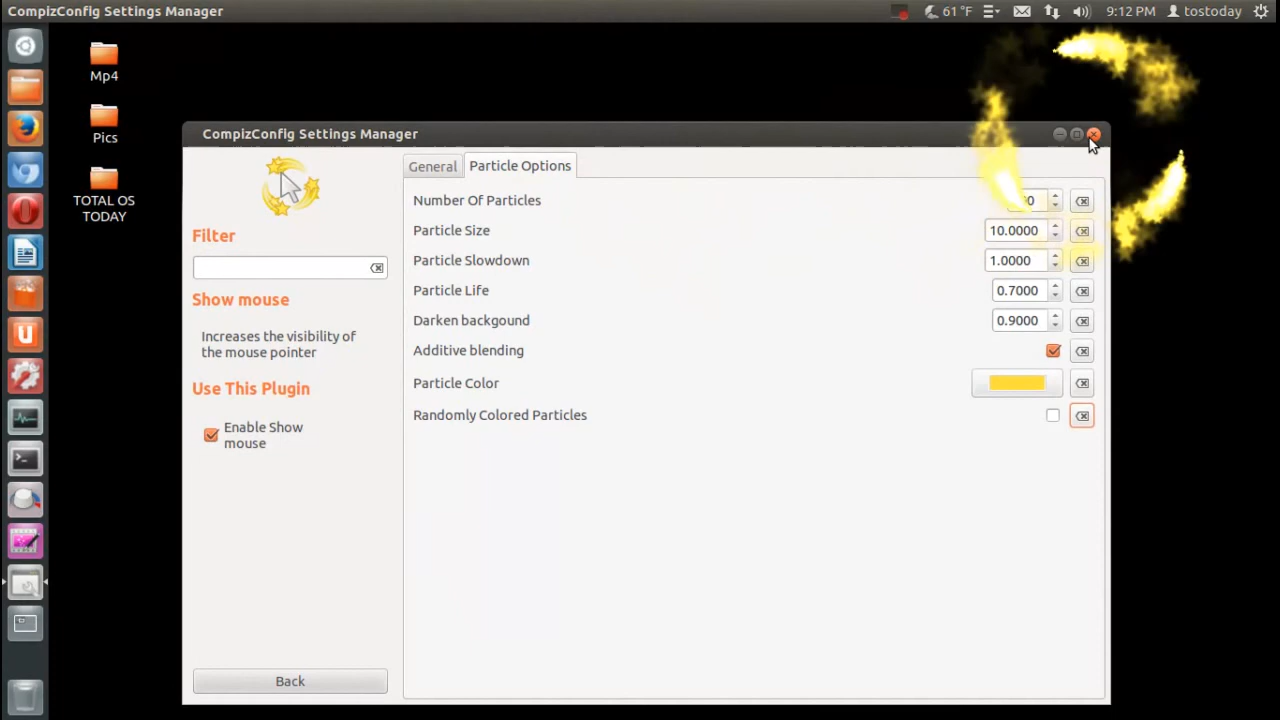 CompizConfig Settings Manager
61 °F
9:12 PM
tostoday
Mp4
Pics
TOTAL OS
TODAY
CompizConfig Settings Manager
General
Particle Options
Filter
Show mouse
Increases the visibility of
the mouse pointer
Use This Plugin
Enable Show
mouse
Back
Number Of Particles
Particle Size
10.0000
Particle Slowdown
1.0000
Particle Life
0.7000
Darken backgound
0.9000
Additive blending
Particle Color
Randomly Colored Particles